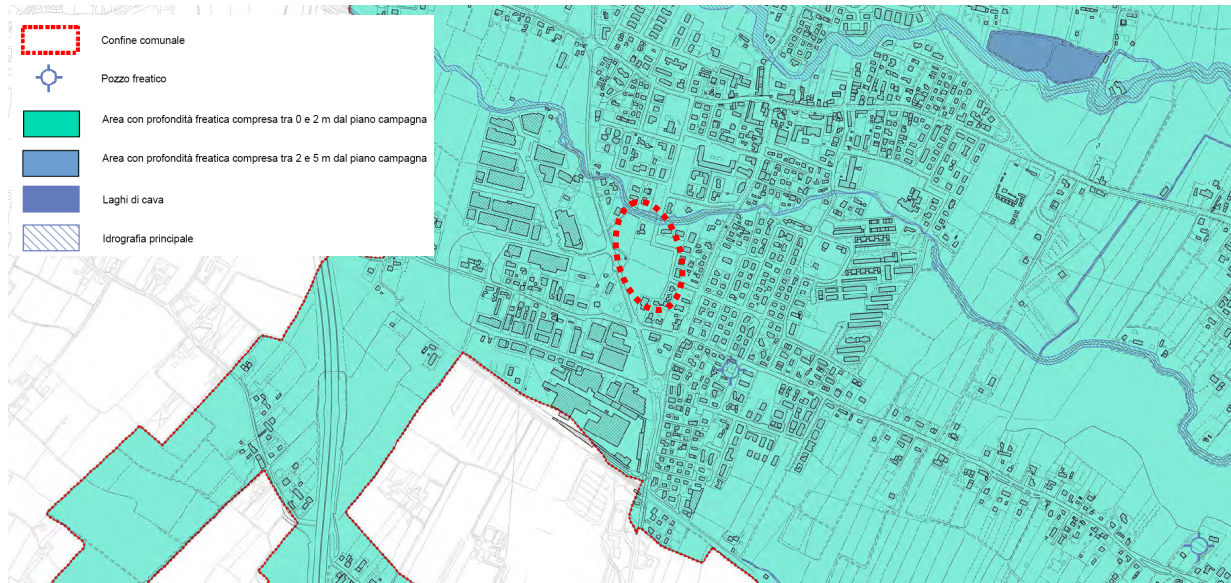 Confine comunale
Pozzo freatico
Area con profondità freatica compresa tra 0 e 2 m dal piano campagna
Area con profondità freatica compresa tra 2 e 5 m dal piano campagna
Laghi di cava
Idrografia principale